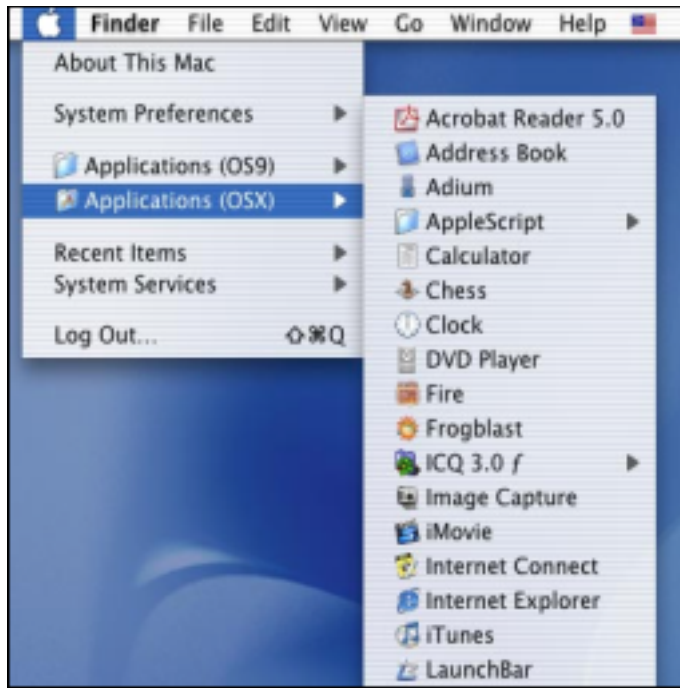 Finder File Edit View Go Window Help
About This Mac
System Preferences
Applications (OS9)
Applications (OSX)
Recent Items
System Services
Log Out... ⇧⌘Q
Acrobat Reader 5.0
Address Book
Adium
AppleScript
Calculator
Chess
Clock
DVD Player
Fire
Frogblast
ICQ 3.0 ƒ
Image Capture
iMovie
Internet Connect
Internet Explorer
iTunes
LaunchBar